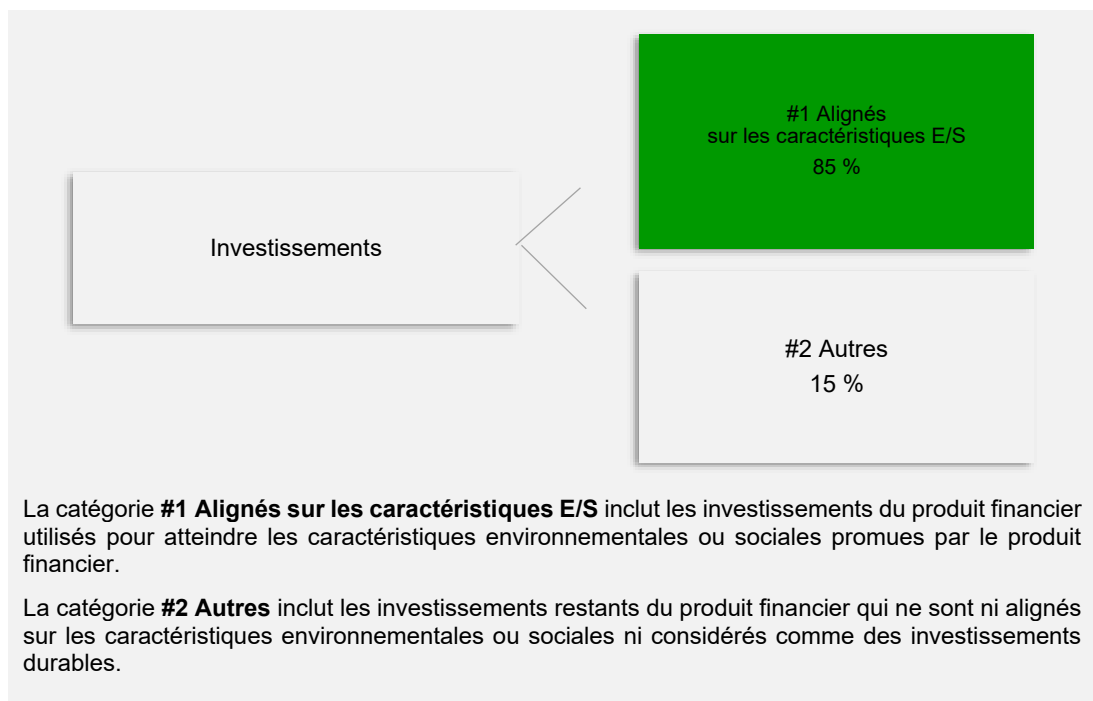 #1 Alignés
sur les caractéristiques E/S
85 %
Investissements
#2 Autres
15 %
La catégorie #1 Alignés sur les caractéristiques E/S inclut les investissements du produit financier
utilisés pour atteindre les caractéristiques environnementales ou sociales promues par le produit
financier.
La catégorie #2 Autres inclut les investissements restants du produit financier qui ne sont ni alignés
sur les caractéristiques environnementales ou sociales ni considérés comme des investissements
durables.